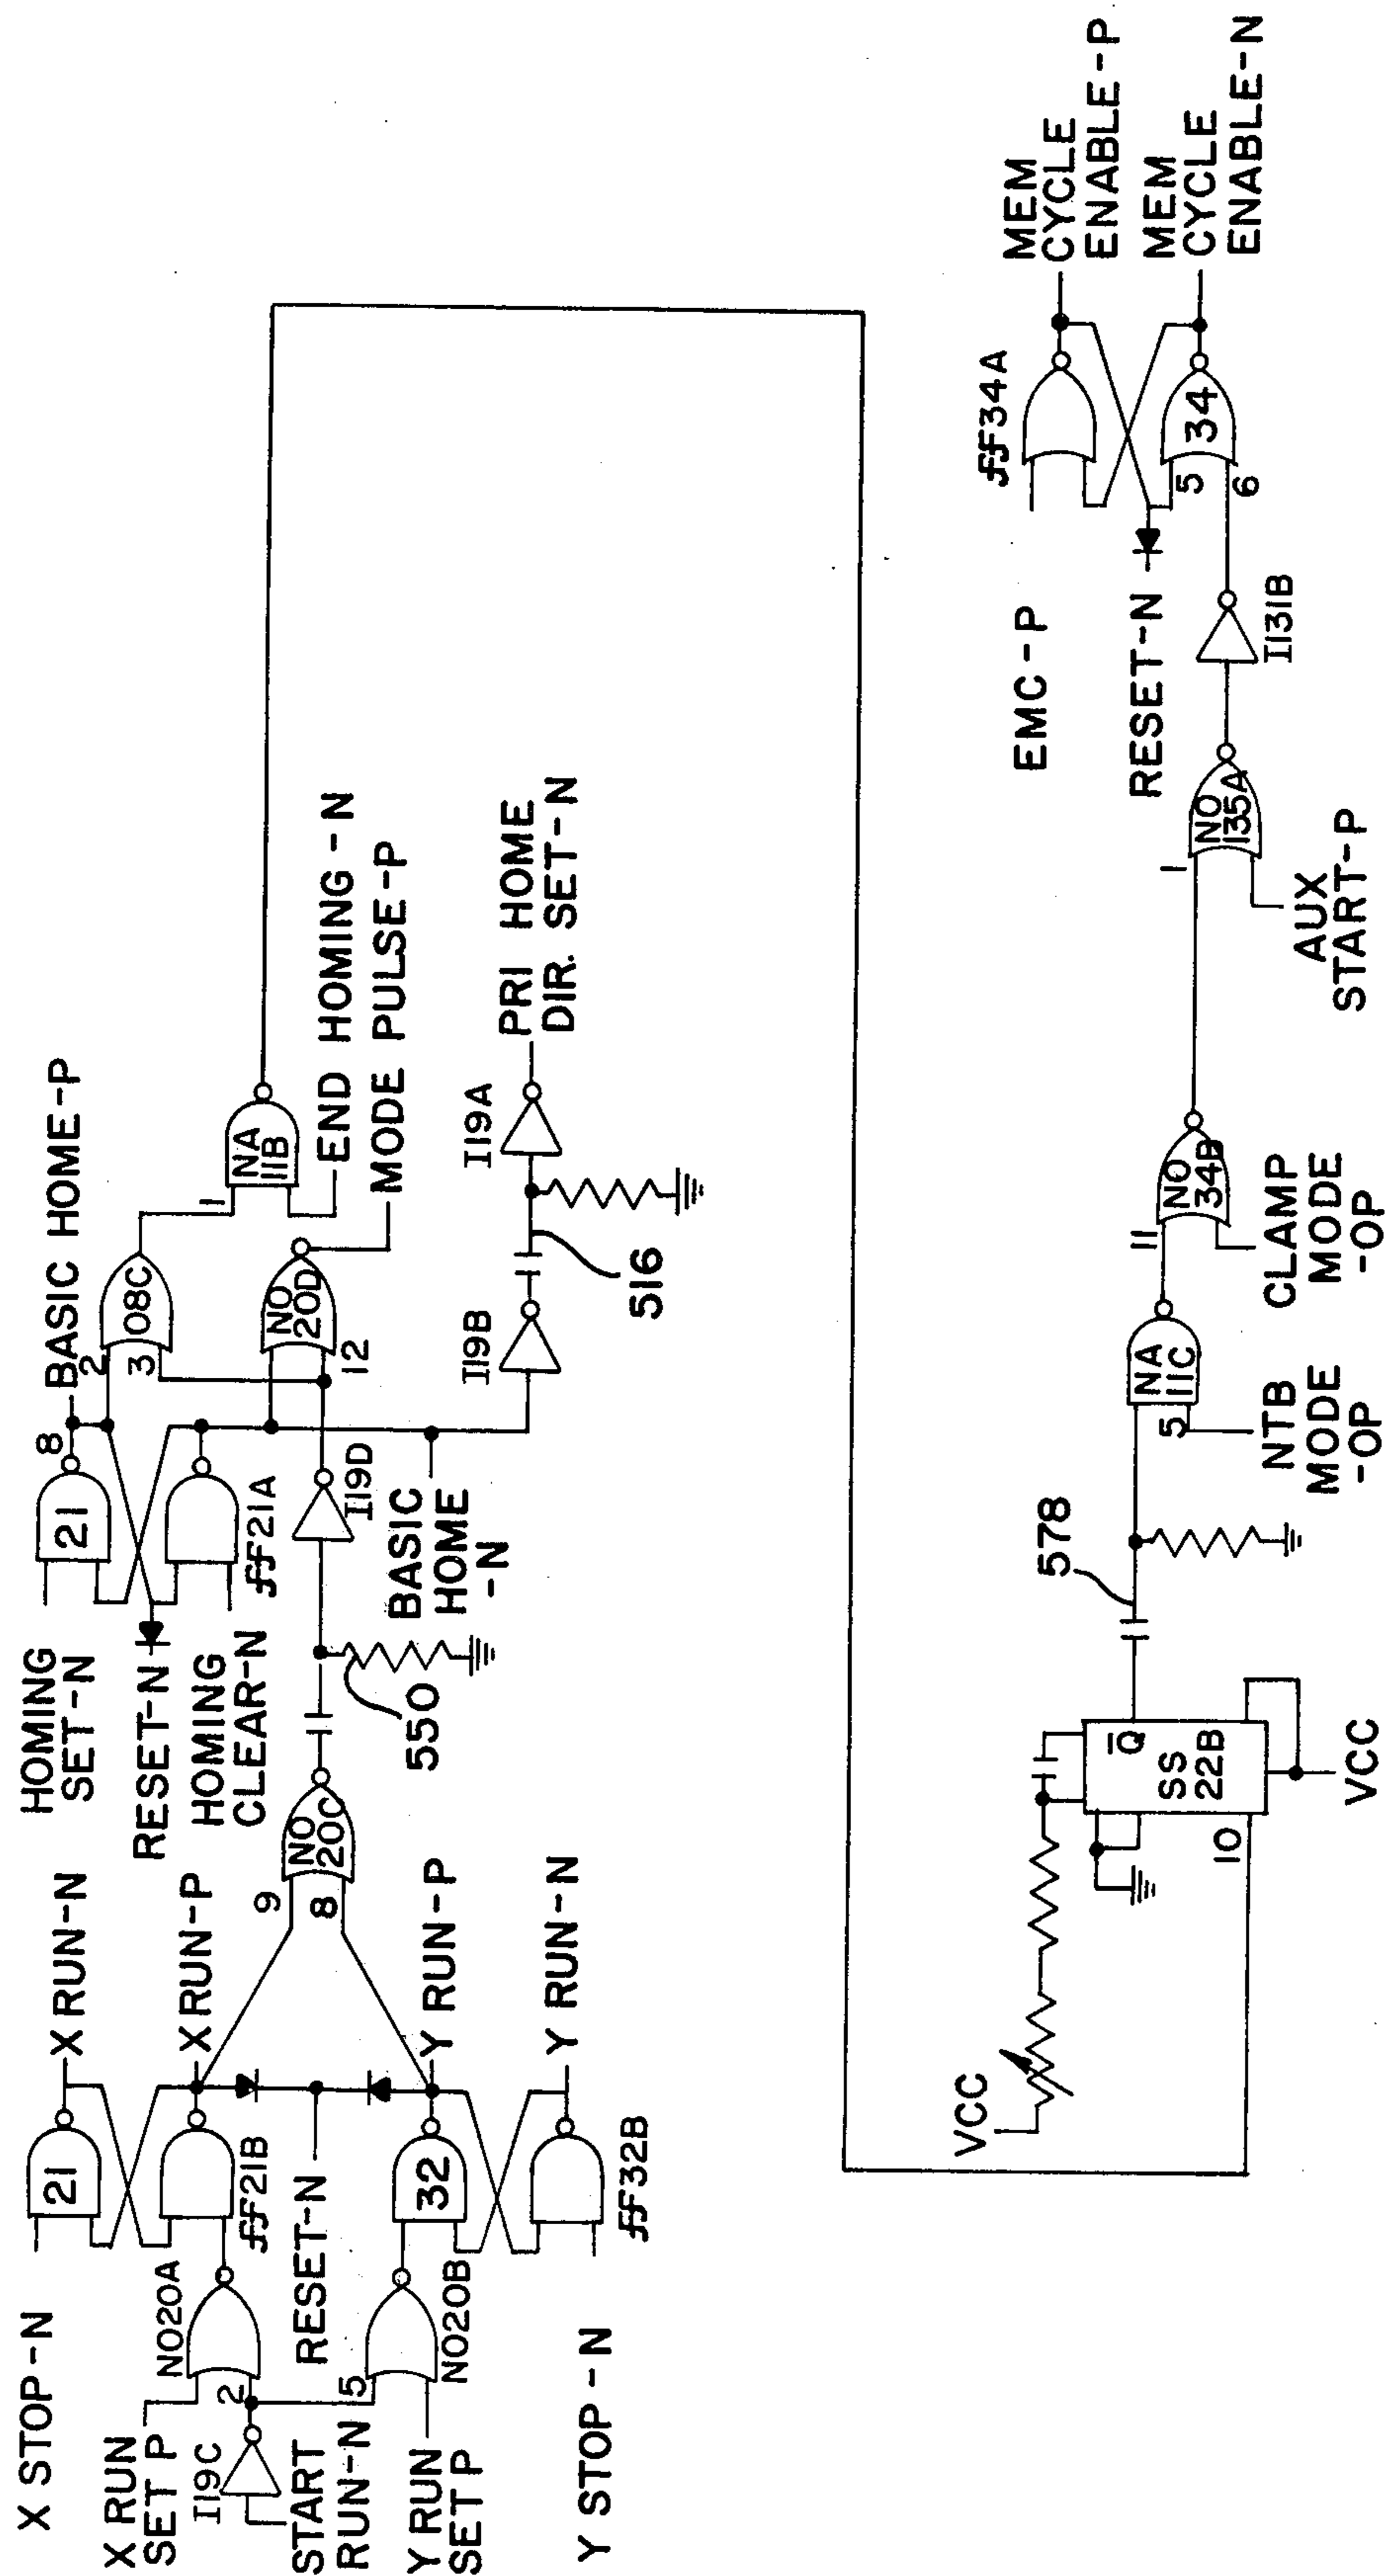 X STOP-N
X RUN
SET P
I19C
START
RUN-N
Y RUN
SET P
Y STOP-N
2
5
NO20A
NO20B
21
ff21B
RESET-N
32
ff32B
X RUN-N
X RUN-P
Y RUN-P
Y RUN-N
9
8
NO
20C
550
HOMING
SET-N
RESET-N
HOMING
CLEAR-N
21
8
ff21A
I19D
BASIC
HOME
-N
BASIC HOME-P
2
3
08C
NO
20D
12
I19B
516
I19A
1
NA
11B
END HOMING-N
MODE PULSE-P
PRI HOME
DIR. SET-N
VCC
10
Q
SS
22B
VCC
578
5
NA
11C
NTB
MODE
-OP
11
NO
34B
CLAMP
MODE
-OP
1
NO
135A
AUX
START-P
I131B
EMC-P
RESET-N
ff34A
5
6
34
MEM
CYCLE
ENABLE-P
MEM
CYCLE
ENABLE-N